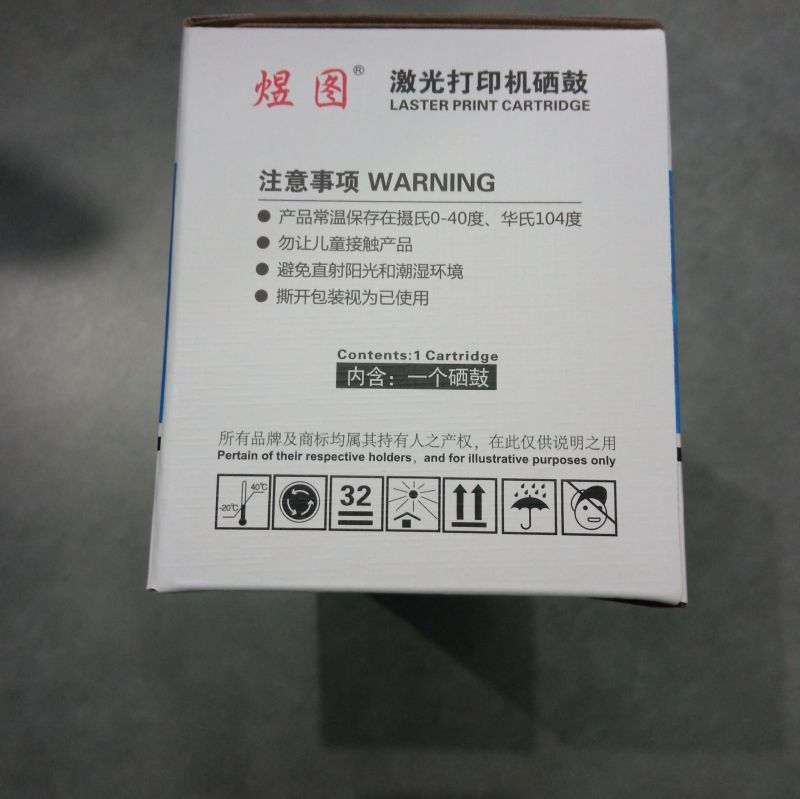 煜图® 激光打印机硒鼓
LASTER PRINT CARTRIDGE
注意事项 WARNING
● 产品常温保存在摄氏0-40度、华氏104度
● 勿让儿童接触产品
● 避免直射阳光和潮湿环境
● 撕开包装视为已使用
Contents:1 Cartridge
内含：一个硒鼓
所有品牌及商标均属其持有人之产权，在此仅供说明之用
Pertain of their respective holders, and for illustrative purposes only
-20℃ 40℃ 32